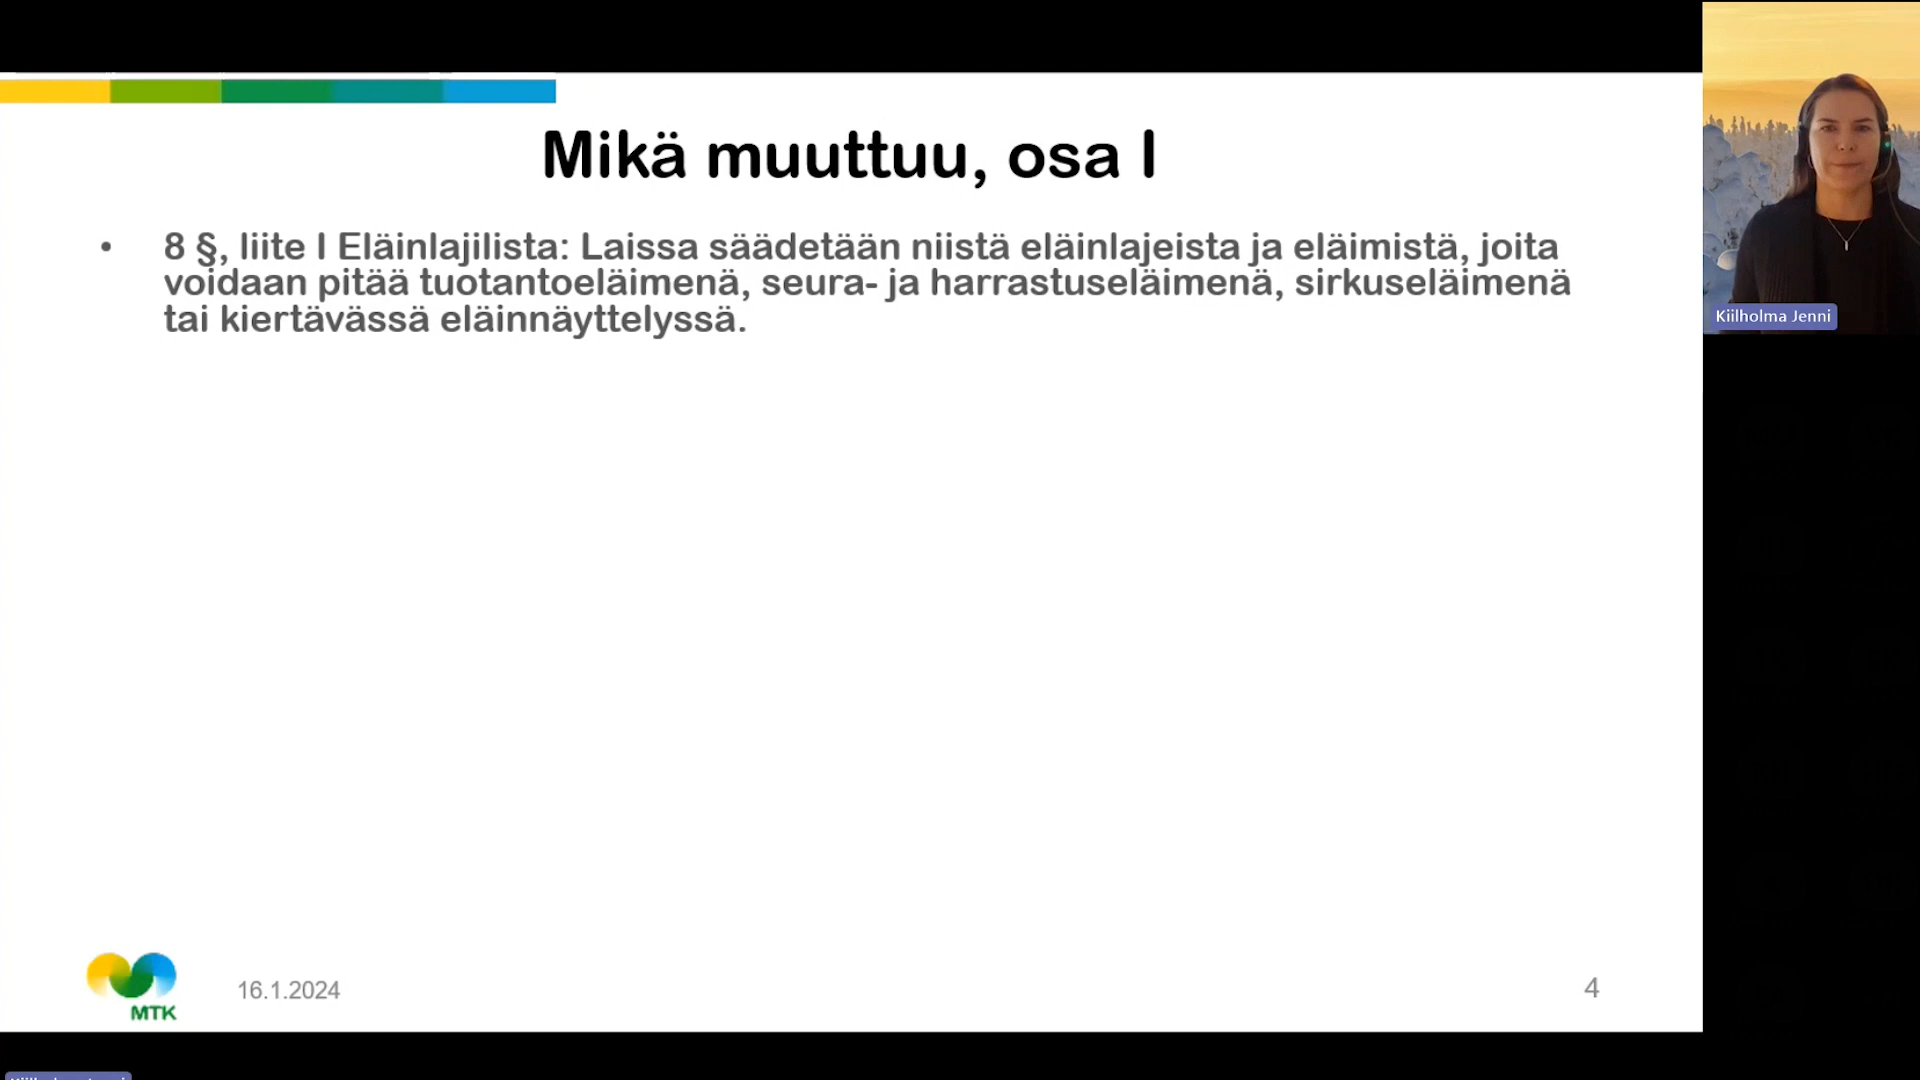 Mikä muuttuu, osa I
• 8 §, liite I Eläinlajilista: Laissa säädetään niistä eläinlajeista ja eläimistä, joita
voidaan pitää tuotantoeläimenä, seura- ja harrastuseläimenä, sirkuseläimenä
tai kiertävässä eläinnäyttelyssä.
Kiilholma Jenni
MTK
16.1.2024
4